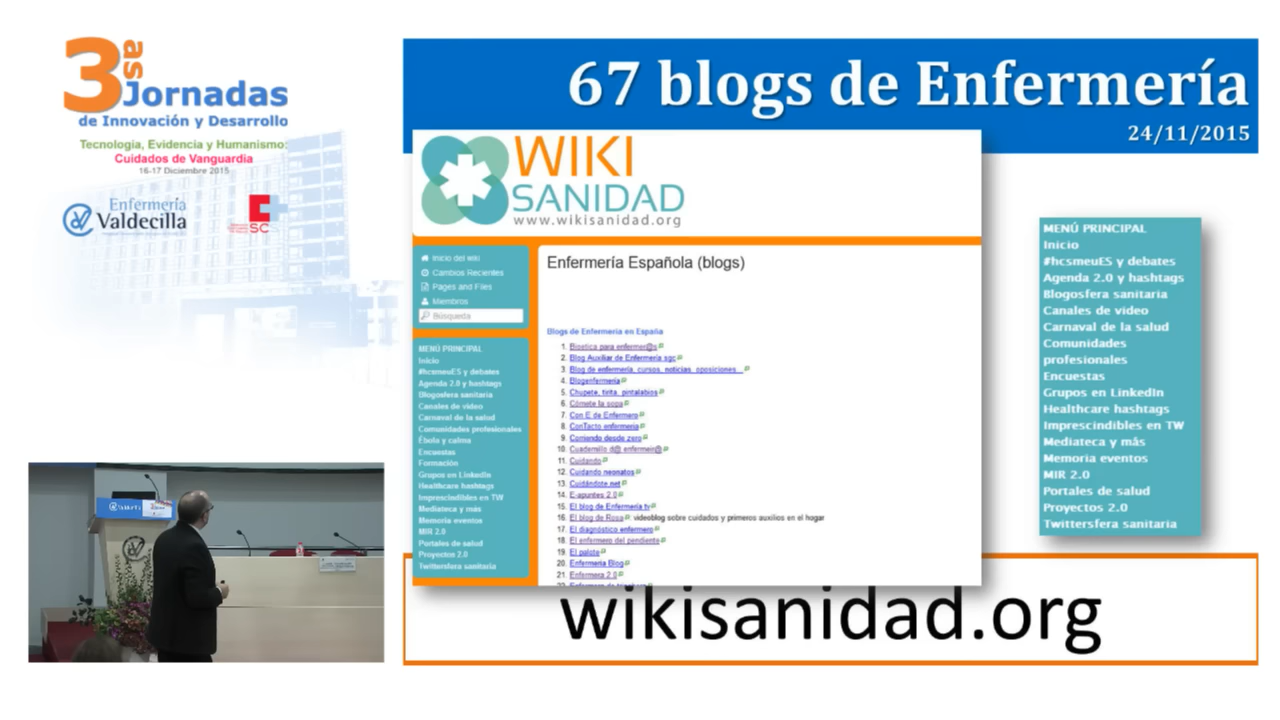 3as
Jornadas
de Innovación y Desarrollo
Tecnología, Evidencia y Humanismo:
Cuidados de Vanguardia
16-17 Diciembre 2015
Enfermería
Valdecilla
SC
67 blogs de Enfermería
24/11/2015
WIKI
SANIDAD
www.wikisanidad.org
Inicio del wiki
Cambios Recientes
Pages and Files
Miembros
Búsqueda
MENÚ PRINCIPAL
Inicio
#hcsmeuES y debates
Agenda 2.0 y hashtags
Blogosfera sanitaria
Canales de video
Carnaval de la salud
Comunidades profesionales
Ébola y calma
Encuestas
Formación
Grupos en LinkedIn
Healthcare hashtags
Imprescindibles en TW
Mediateca y más
Memoria eventos
MIR 2.0
Portales de salud
Proyectos 2.0
Twittersfera sanitaria
Enfermería Española (blogs)
Blogs de Enfermería en España
1. Bioetica para enfermer@s
2. Blog Auxiliar de Enfermería sgc
3. Blog de enfermería, cursos, noticias, oposiciones...
4. Blogenfermería
5. Chupete, tirita, pintalabios
6. Cómete la sopa
7. Con E de Enfermera
8. ConTacto enfermería
9. Corriendo desde zero
10. Cuadernillo d@ enfermeir@
11. Cuidando
12. Cuidando neonatos
13. Cuidándote.net
14. E-apuntes 2.0
15. El blog de Enfermería tv
16. El blog de Rosa: videoblog sobre cuidados y primeros auxilios en el hogar
17. El diagnóstico enfermero
18. El enfermero del pendiente
19. El palote
20. Enfermería Blog
21. Enfermera 2.0
MENÚ PRINCIPAL
Inicio
#hcsmeuES y debates
Agenda 2.0 y hashtags
Blogosfera sanitaria
Canales de video
Carnaval de la salud
Comunidades
profesionales
Encuestas
Grupos en LinkedIn
Healthcare hashtags
Imprescindibles en TW
Mediateca y más
Memoria eventos
MIR 2.0
Portales de salud
Proyectos 2.0
Twittersfera sanitaria
wikisanidad.org